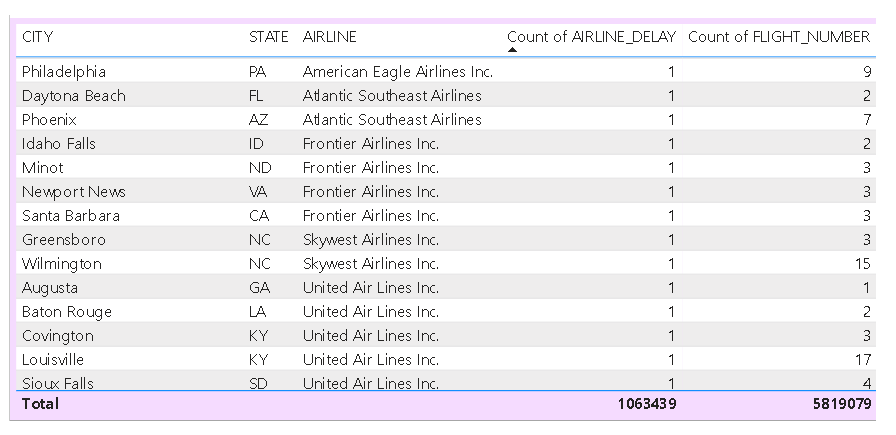 CITY STATE AIRLINE Count of AIRLINE_DELAY Count of FLIGHT_NUMBER
Philadelphia PA American Eagle Airlines Inc. 1 9
Daytona Beach FL Atlantic Southeast Airlines 1 2
Phoenix AZ Atlantic Southeast Airlines 1 7
Idaho Falls ID Frontier Airlines Inc. 1 2
Minot ND Frontier Airlines Inc. 1 3
Newport News VA Frontier Airlines Inc. 1 3
Santa Barbara CA Frontier Airlines Inc. 1 3
Greensboro NC Skywest Airlines Inc. 1 3
Wilmington NC Skywest Airlines Inc. 1 15
Augusta GA United Air Lines Inc. 1 1
Baton Rouge LA United Air Lines Inc. 1 2
Covington KY United Air Lines Inc. 1 3
Louisville KY United Air Lines Inc. 1 17
Sioux Falls SD United Air Lines Inc. 1 4
Total 1063439 5819079